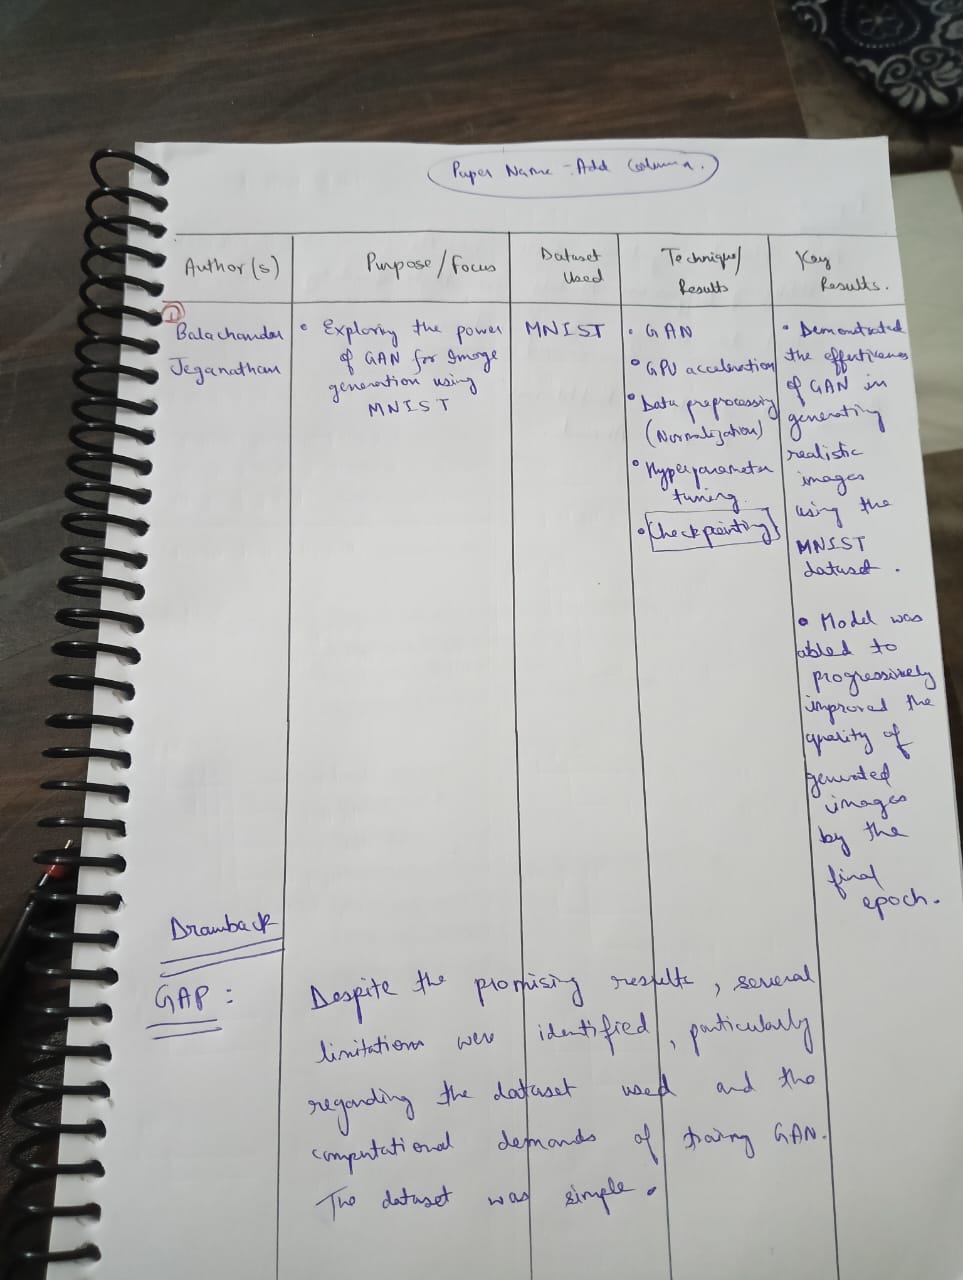 Paper Name - Add Column.
Author(s)
Purpose/Focus
Dataset
Used
Technique/
Results
Key
Results.
①
Balachandar
Jeganatham
• Exploring the power
of GAN for Image
generation using
MNIST
MNIST
• GAN
• GPU acceleration
• Data preprocessing
(Normalization)
• Hyperparameter
tuning.
• Checkpointing
• Demonstrated
the effectiveness
of GAN in
generating
realistic
images
using the
MNIST
dataset.
• Model was
abled to
progressively
improved the
quality of
generated
images
by the
final
epoch.
Drawback
GAP:
Despite the promising results, several
limitations were identified, particularly
regarding the dataset used and the
computational demands of traing GAN.
The dataset was simple.